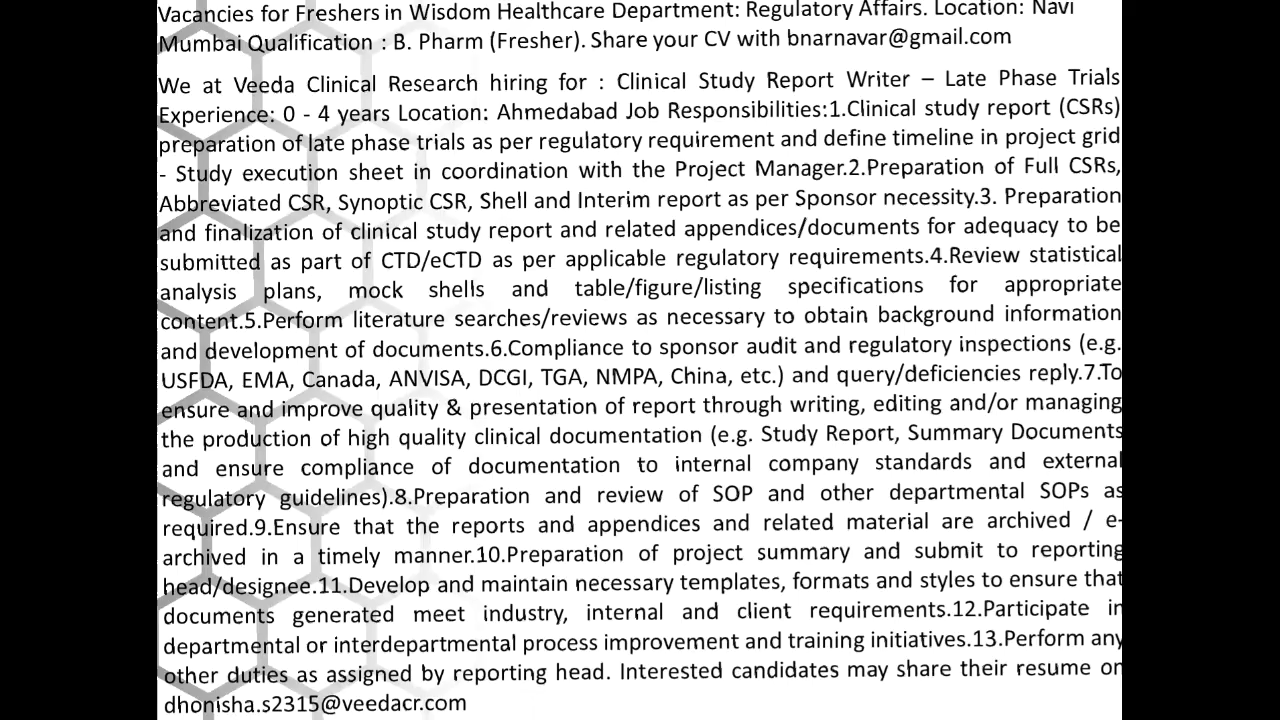 Vacancies for Freshers in Wisdom Healthcare Department: Regulatory Affairs. Location: Navi
Mumbai Qualification : B. Pharm (Fresher). Share your CV with bnarnavar@gmail.com
We at Veeda Clinical Research hiring for : Clinical Study Report Writer – Late Phase Trials
Experience: 0 - 4 years Location: Ahmedabad Job Responsibilities:1.Clinical study report (CSRs)
preparation of late phase trials as per regulatory requirement and define timeline in project grid
- Study execution sheet in coordination with the Project Manager.2.Preparation of Full CSRs,
Abbreviated CSR, Synoptic CSR, Shell and Interim report as per Sponsor necessity.3. Preparation
and finalization of clinical study report and related appendices/documents for adequacy to be
submitted as part of CTD/eCTD as per applicable regulatory requirements.4.Review statistical
analysis plans, mock shells and table/figure/listing specifications for appropriate
content.5.Perform literature searches/reviews as necessary to obtain background information
and development of documents.6.Compliance to sponsor audit and regulatory inspections (e.g.
USFDA, EMA, Canada, ANVISA, DCGI, TGA, NMPA, China, etc.) and query/deficiencies reply.7.To
ensure and improve quality & presentation of report through writing, editing and/or managing
the production of high quality clinical documentation (e.g. Study Report, Summary Documents
and ensure compliance of documentation to internal company standards and external
regulatory guidelines).8.Preparation and review of SOP and other departmental SOPs as
required.9.Ensure that the reports and appendices and related material are archived / e-
archived in a timely manner.10.Preparation of project summary and submit to reporting
head/designee.11.Develop and maintain necessary templates, formats and styles to ensure that
documents generated meet industry, internal and client requirements.12.Participate in
departmental or interdepartmental process improvement and training initiatives.13.Perform any
other duties as assigned by reporting head. Interested candidates may share their resume on
dhonisha.s2315@veedacr.com